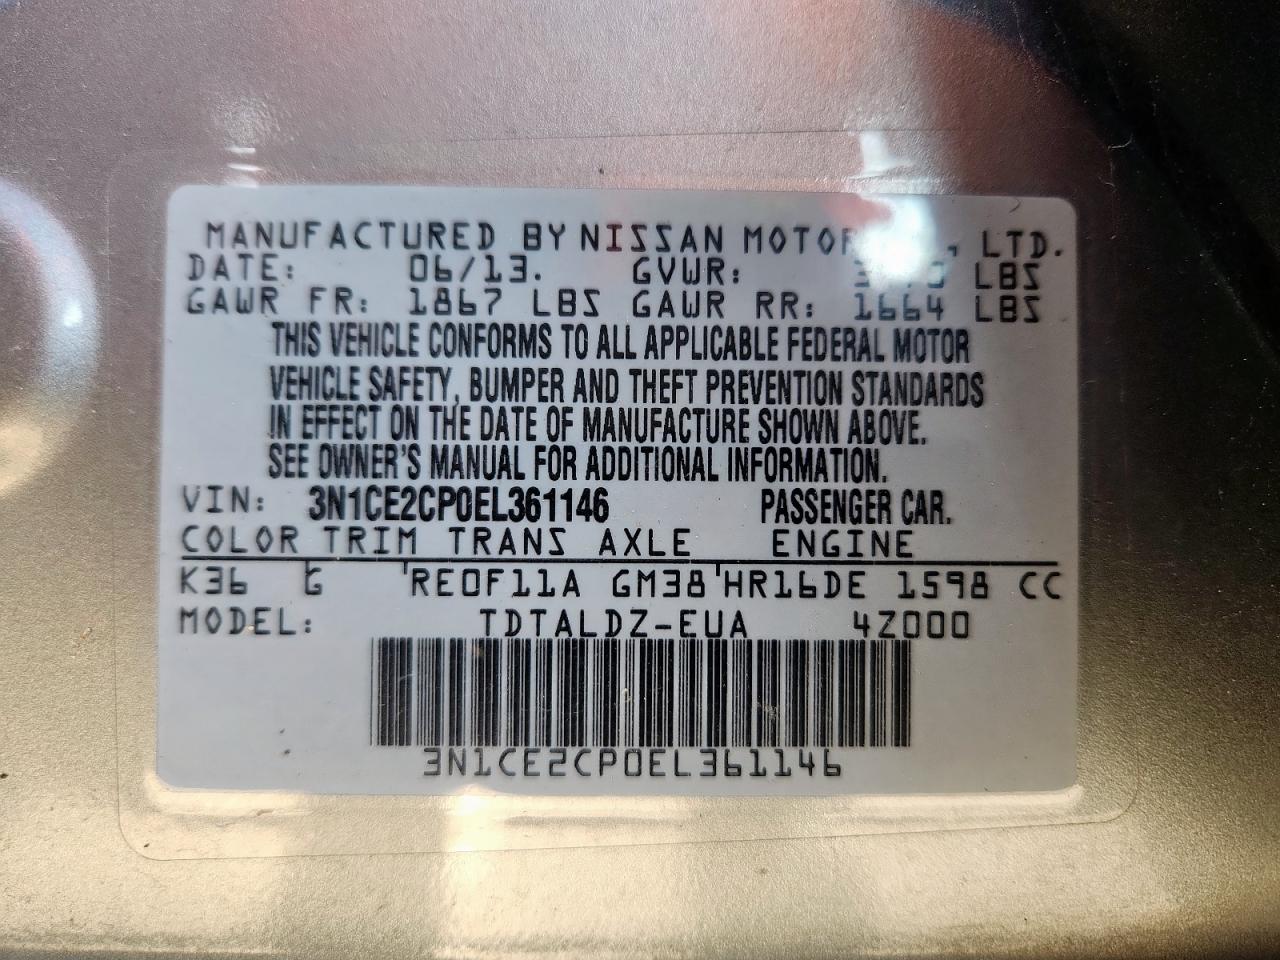 MANUFACTURED BY NISSAN MOTOR LTD.
DATE: 06/13. GVWR: LBS
GAWR FR: 1867 LBS GAWR RR: 1664 LBS
THIS VEHICLE CONFORMS TO ALL APPLICABLE FEDERAL MOTOR
VEHICLE SAFETY, BUMPER AND THEFT PREVENTION STANDARDS
IN EFFECT ON THE DATE OF MANUFACTURE SHOWN ABOVE.
SEE OWNER'S MANUAL FOR ADDITIONAL INFORMATION.
VIN: 3N1CE2CP0EL361146 PASSENGER CAR.
COLOR TRIM TRANS AXLE ENGINE
K36 G RE0F11A GM38 HR16DE 1598 CC
MODEL: TDTALDZ-EUA 4Z000
3N1CE2CP0EL361146